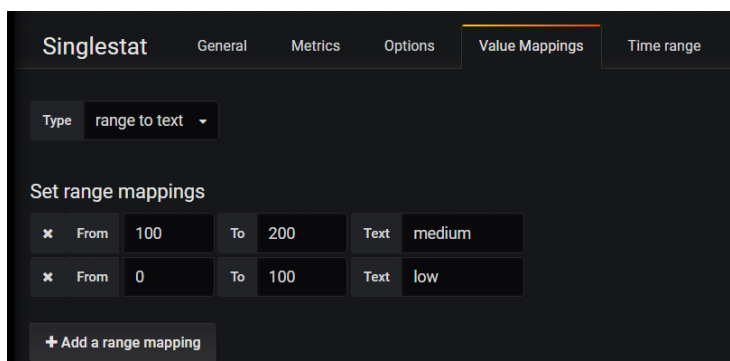 Singlestat General Metrics Options Value Mappings Time range
Type range to text
Set range mappings
✖ From 100 To 200 Text medium
✖ From 0 To 100 Text low
+ Add a range mapping